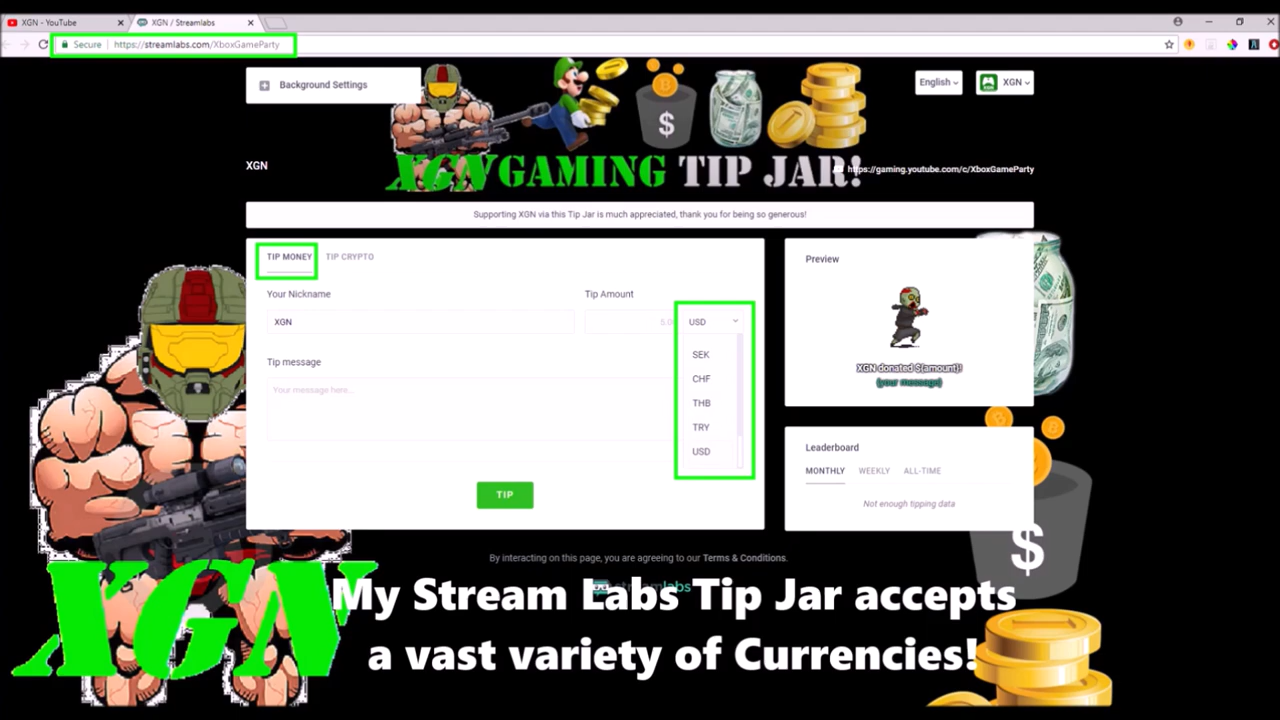 XGN - YouTube
XGN / Streamlabs
Secure
https://streamlabs.com/XboxGameParty
Background Settings
English
XGN
$
XGN GAMING TIP JAR!
XGN
https://gaming.youtube.com/c/XboxGameParty
Supporting XGN via this Tip Jar is much appreciated, thank you for being so generous!
TIP MONEY
TIP CRYPTO
Your Nickname
Tip Amount
XGN
USD
SEK
CHF
THB
TRY
USD
Tip message
Your message here...
TIP
Preview
XGN donated ${amount}!
{your message}
Leaderboard
MONTHLY
WEEKLY
ALL-TIME
Not enough tipping data
$
By interacting on this page, you are agreeing to our Terms & Conditions.
XGN
My Stream Labs Tip Jar accepts
a vast variety of Currencies!